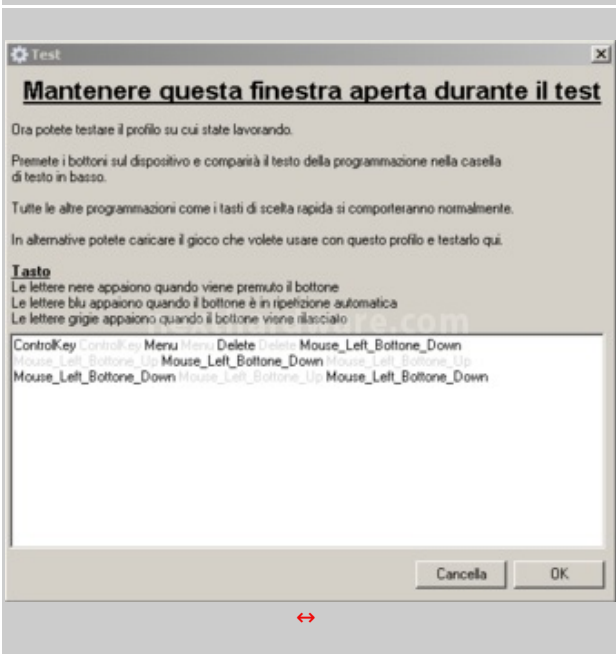 Test
Mantenere questa finestra aperta durante il test
Ora potete testare il profilo su cui state lavorando.
Premete i bottoni sul dispositivo e comparirà il testo della programmazione nella casella
di testo in basso.
Tutte le altre programmazioni come i tasti di scelta rapida si comporteranno normalmente.
In alternative potete caricare il gioco che volete usare con questo profilo e testarlo qui.
Tasto
Le lettere nere appaiono quando viene premuto il bottone
Le lettere blu appaiono quando il bottone è in ripetizione automatica
Le lettere grigie appaiono quando il bottone viene rilasciato
ControlKey ControlKey Menu Menu Delete Delete Mouse_Left_Bottone_Down
Mouse_Left_Bottone_Up Mouse_Left_Bottone_Down Mouse_Left_Bottone_Up
Mouse_Left_Bottone_Down Mouse_Left_Bottone_Up Mouse_Left_Bottone_Down
Cancella OK